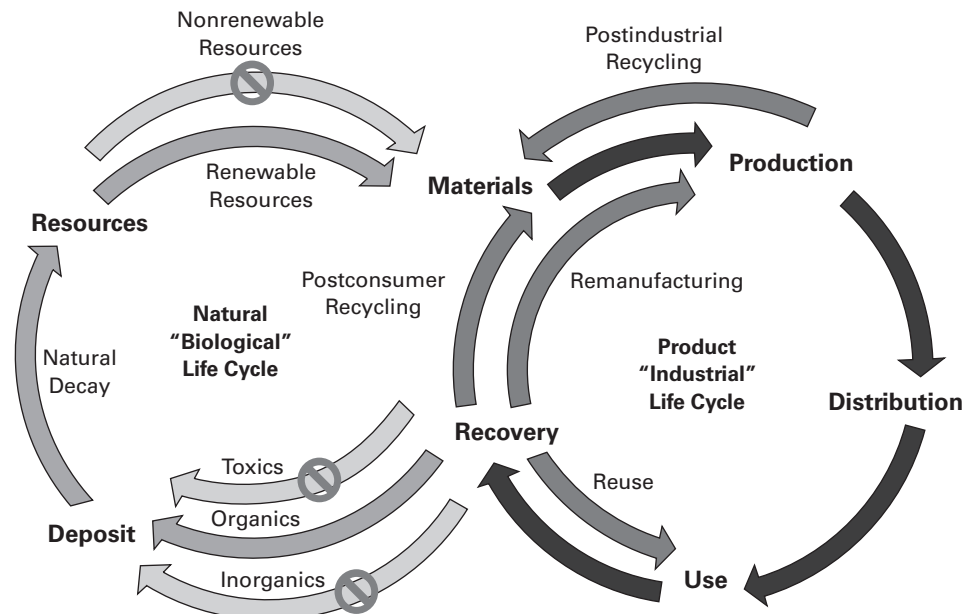 Nonrenewable
Resources
Postindustrial
Recycling
Renewable
Resources
Materials
Production
Resources
Postconsumer
Recycling
Remanufacturing
Natural
“Biological”
Life Cycle
Natural
Decay
Product
“Industrial”
Life Cycle
Distribution
Recovery
Toxics
Reuse
Organics
Deposit
Inorganics
Use